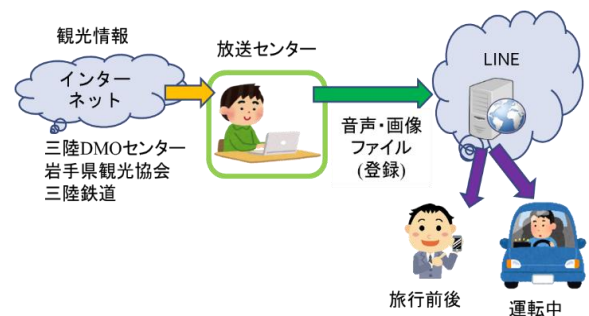 観光情報
インター
ネット
三陸DMOセンター
岩手県観光協会
三陸鉄道
放送センター
音声・画像
ファイル
(登録)
LINE
旅行前後
運転中